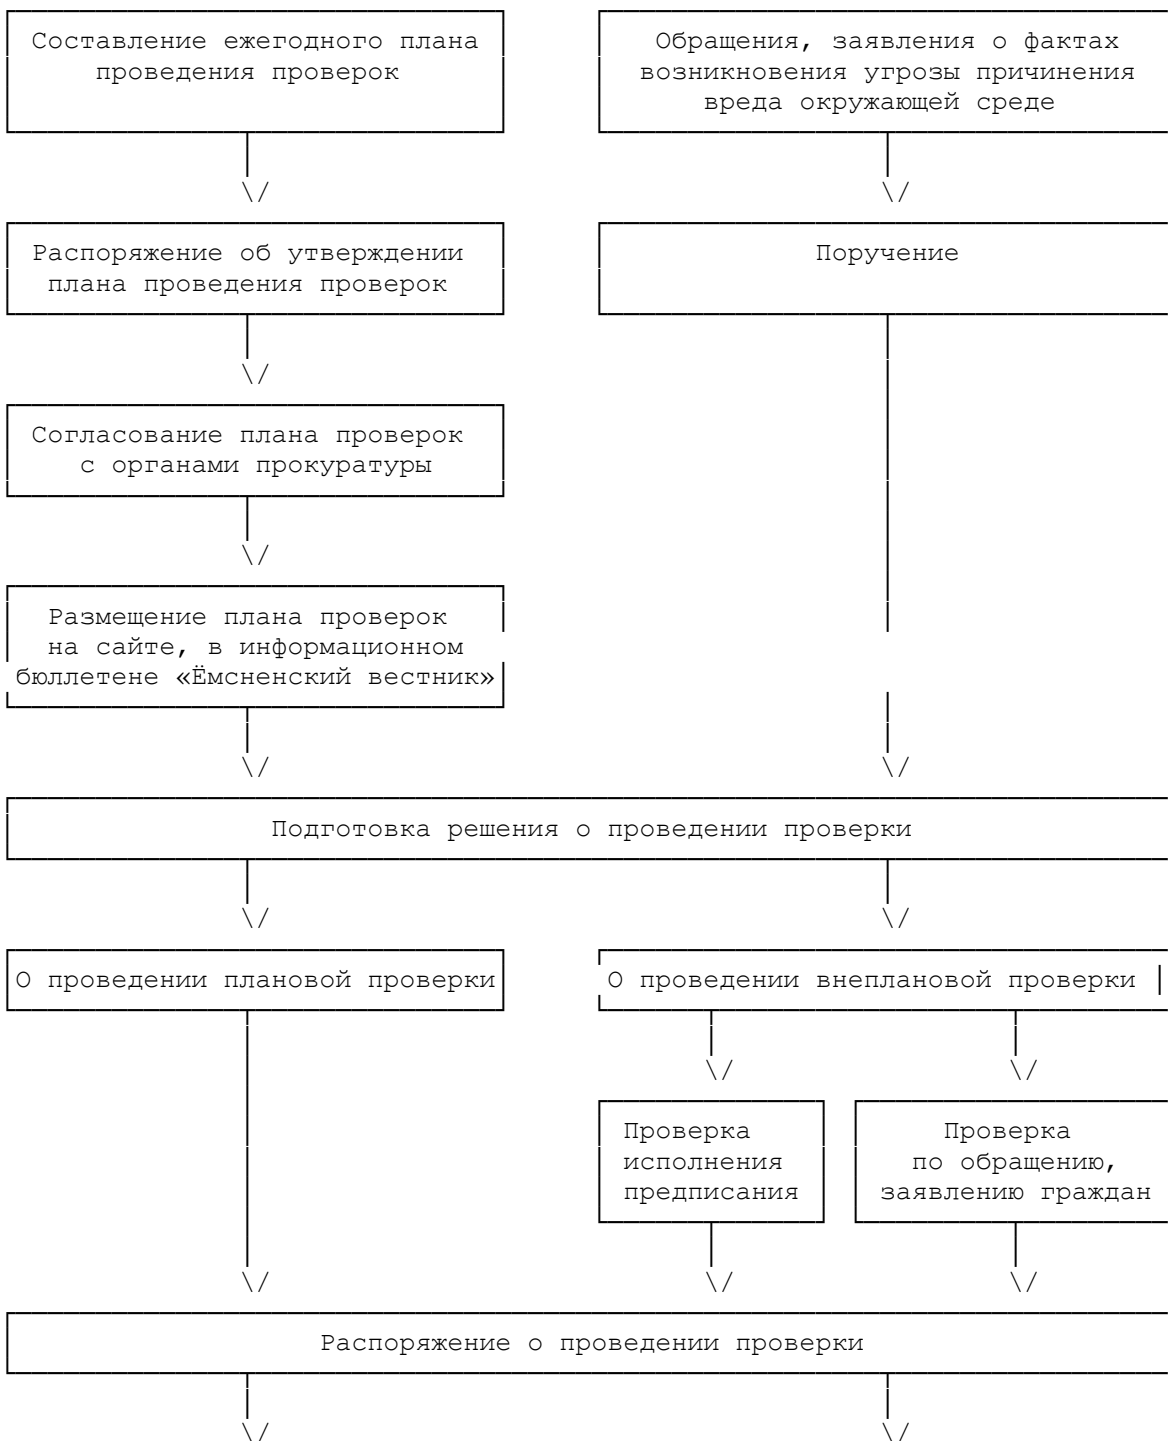 Составление ежегодного плана
проведения проверок
Обращения, заявления о фактах
возникновения угрозы причинения
вреда окружающей среде
Распоряжение об утверждении
плана проведения проверок
Поручение
Согласование плана проверок
с органами прокуратуры
Размещение плана проверок
на сайте, в информационном
бюллетене «Ёмсненский вестник»
Подготовка решения о проведении проверки
О проведении плановой проверки
О проведении внеплановой проверки
Проверка
исполнения
предписания
Проверка
по обращению,
заявлению граждан
Распоряжение о проведении проверки